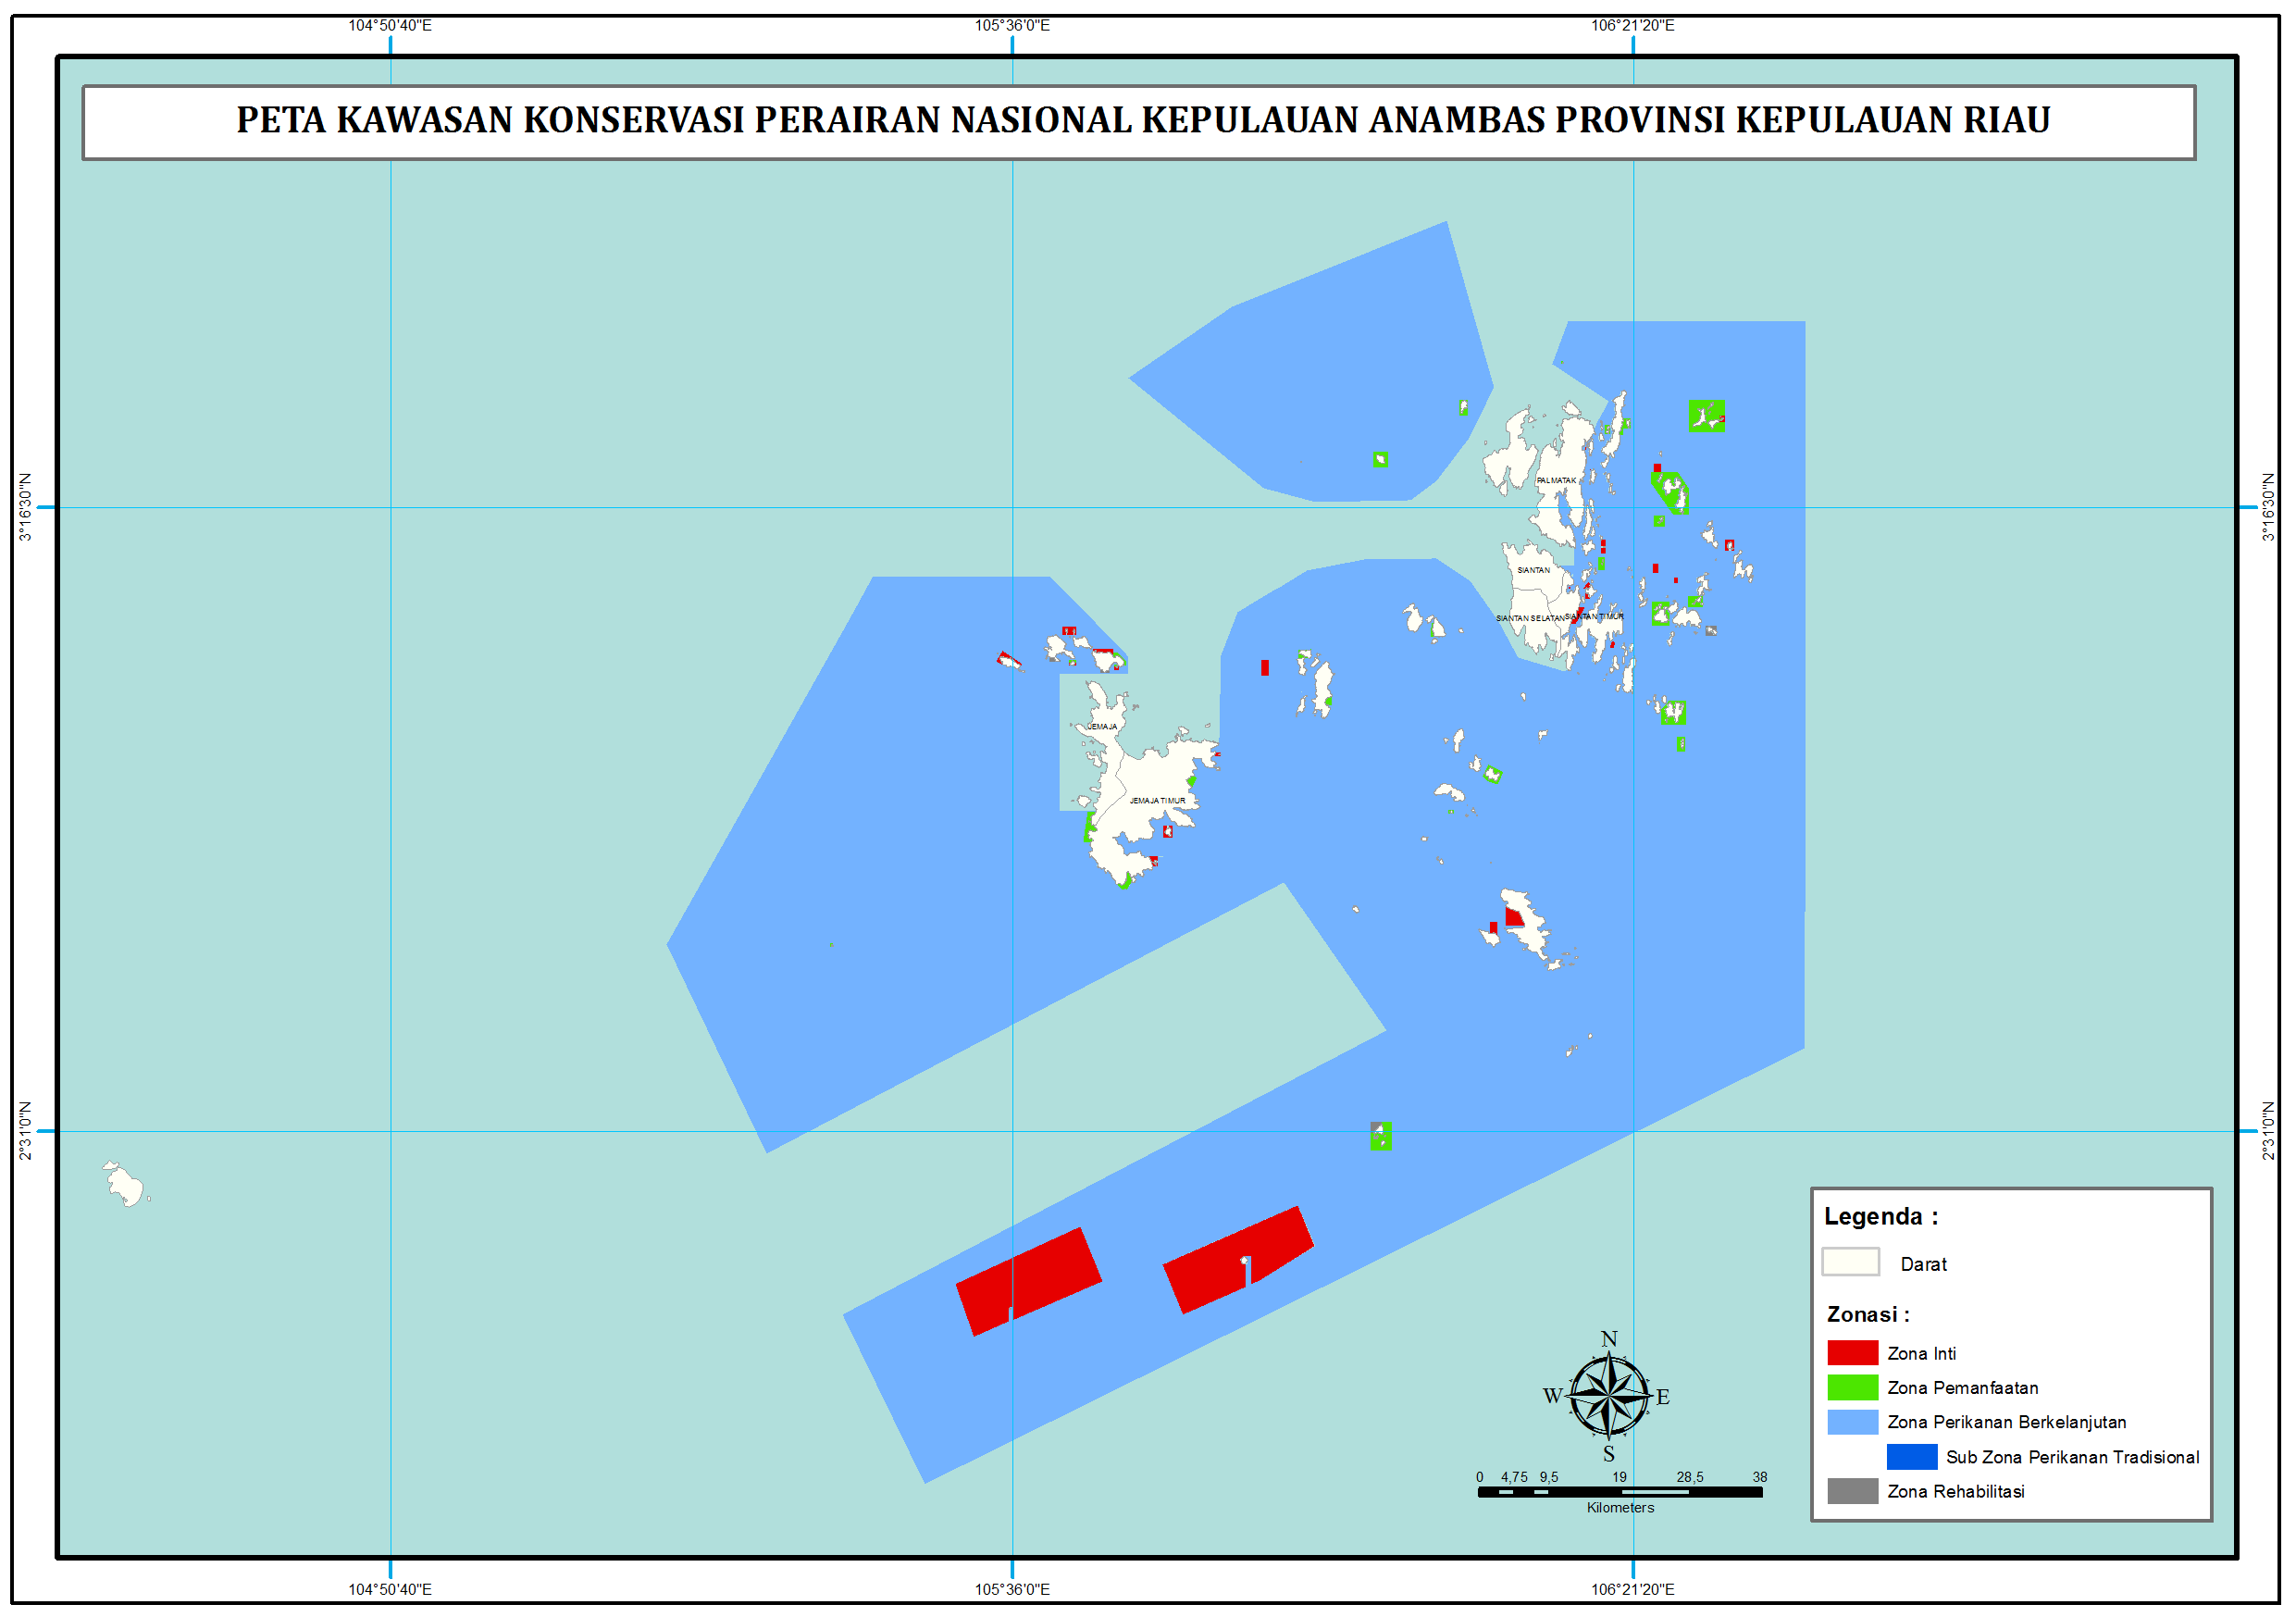 104°50'40"E
105°36'0"E
106°21'20"E
PETA KAWASAN KONSERVASI PERAIRAN NASIONAL KEPULAUAN ANAMBAS PROVINSI KEPULAUAN RIAU
3°16'30"N
3°16'30"N
PALMATAK
SIANTAN
SIANTAN SELATAN
SIANTAN TIMUR
JEMAJA
JEMAJA TIMUR
2°31'0"N
2°31'0"N
Legenda :
Darat
Zonasi :
Zona Inti
Zona Pemanfaatan
Zona Perikanan Berkelanjutan
Sub Zona Perikanan Tradisional
Zona Rehabilitasi
N
W
E
S
0 4,75 9,5 19 28,5 38
Kilometers
104°50'40"E
105°36'0"E
106°21'20"E